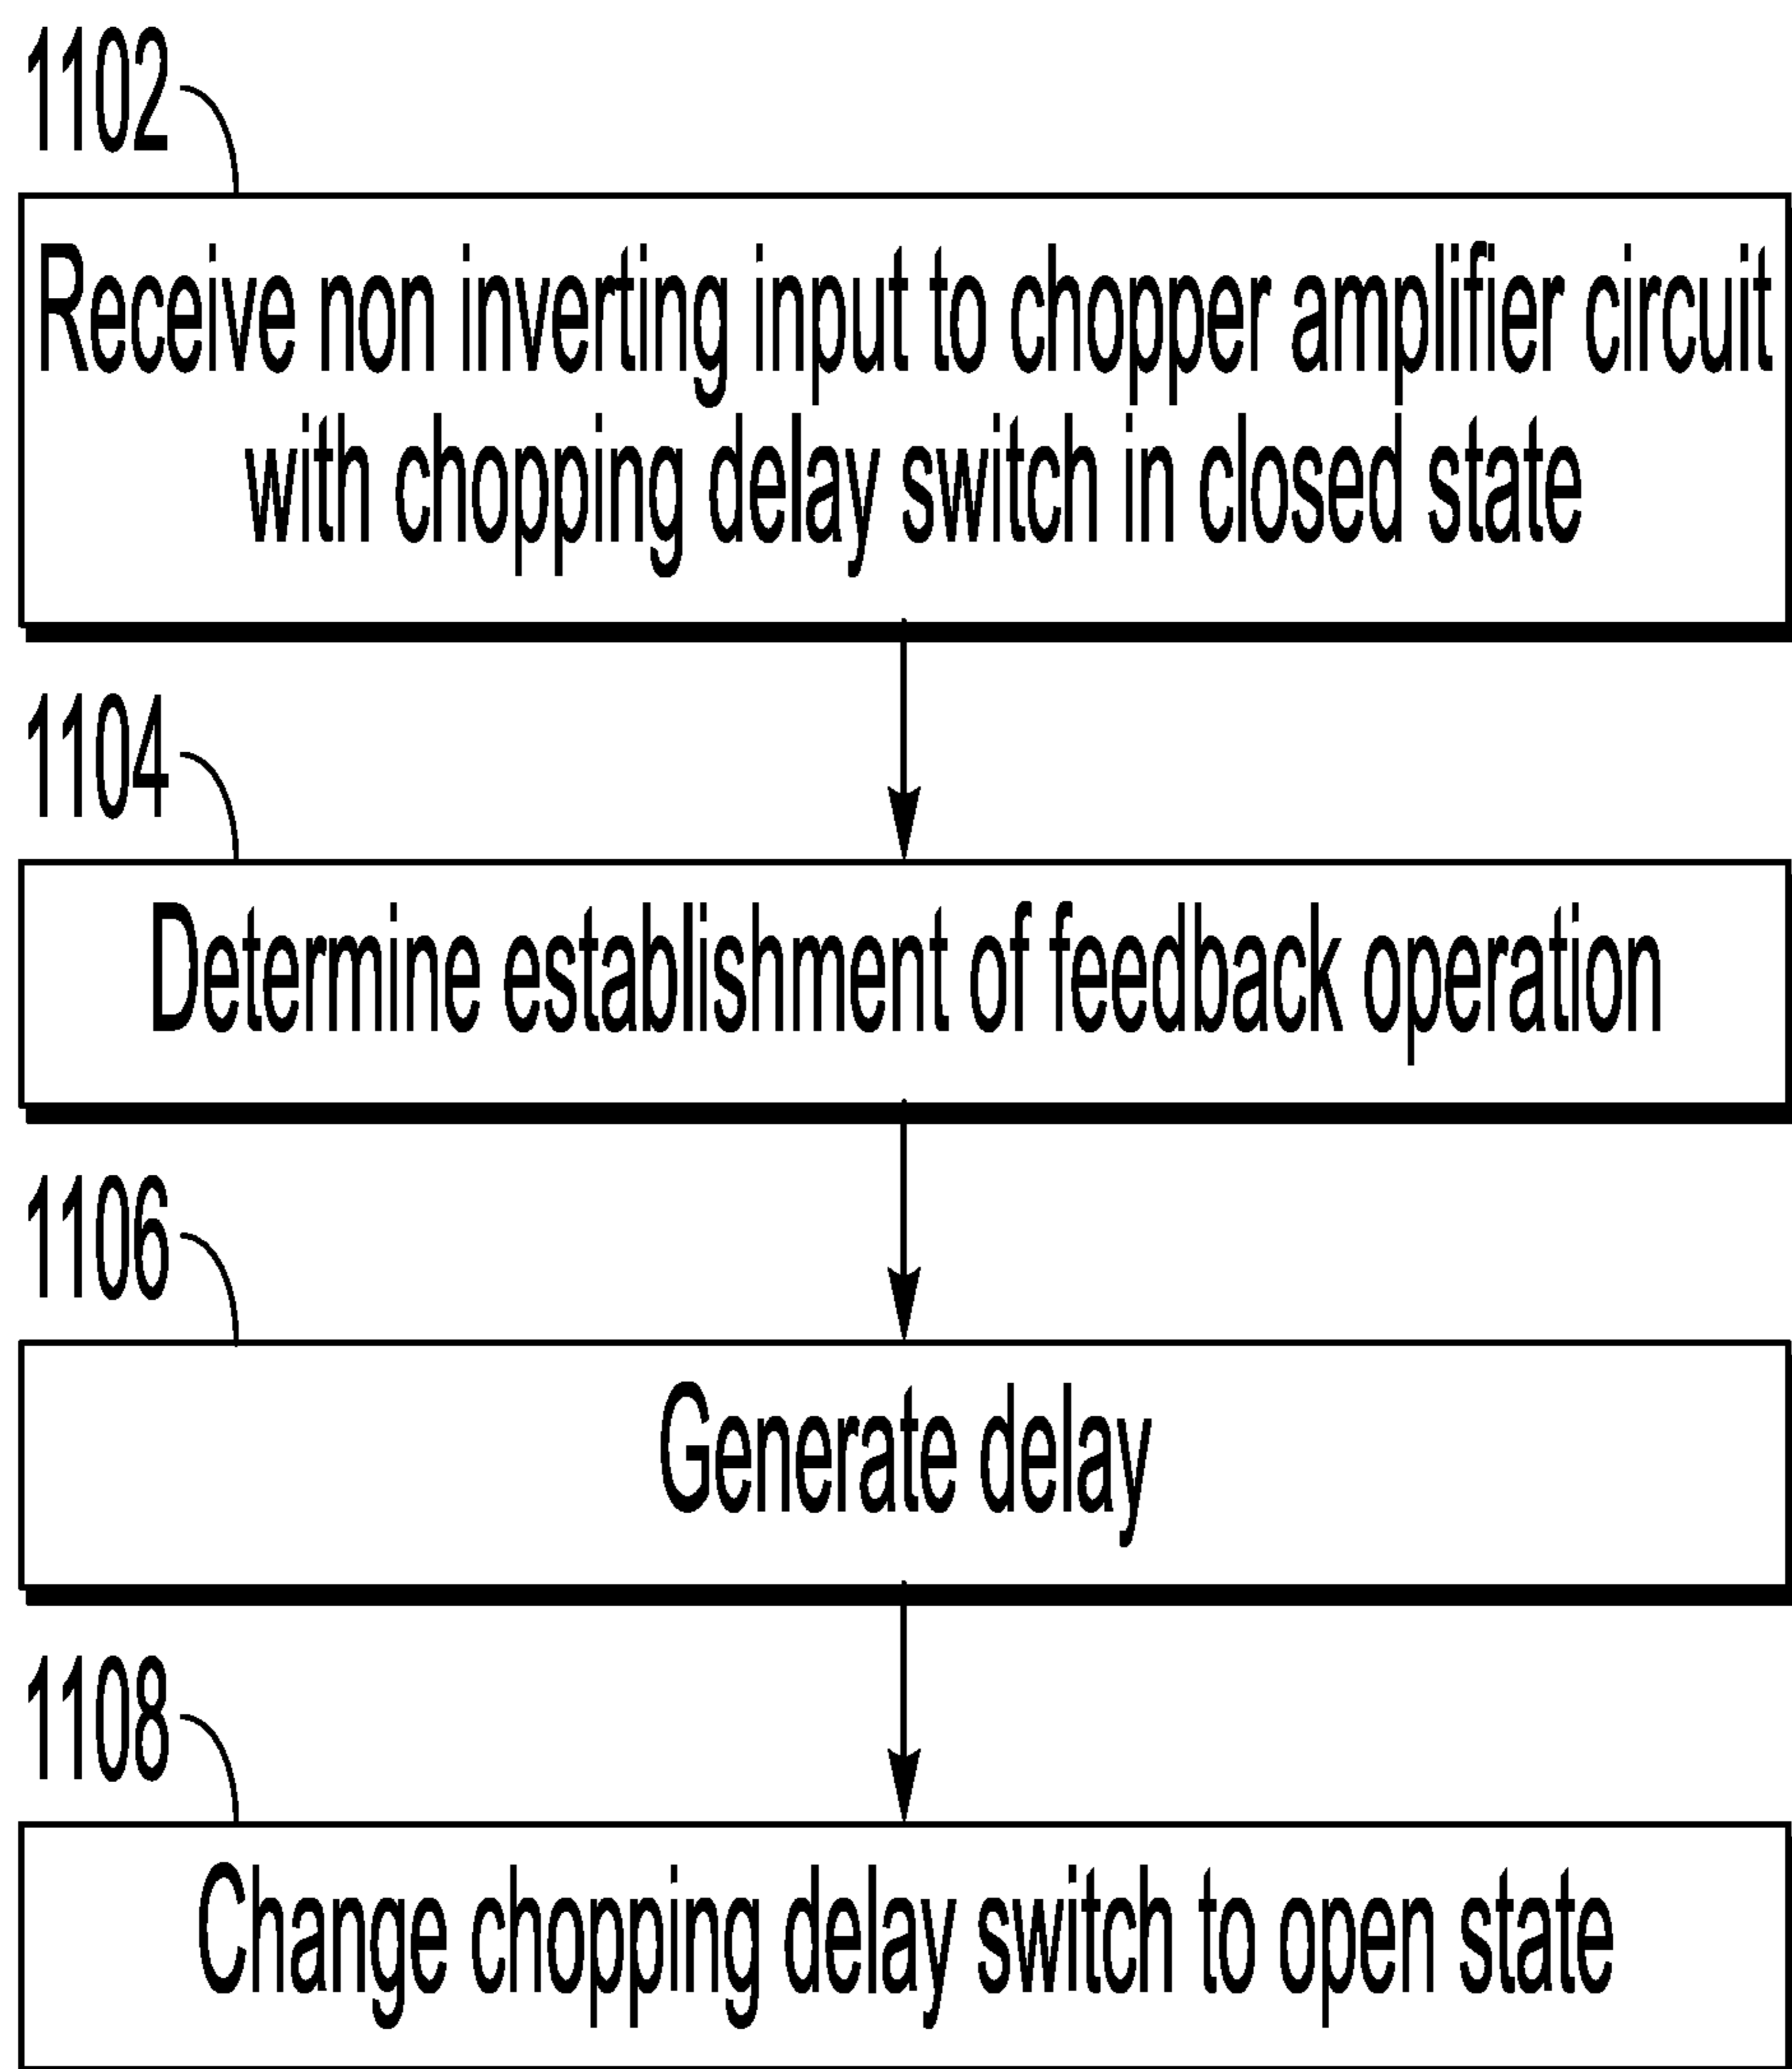 1102
Receive non inverting input to chopper amplifier circuit
with chopping delay switch in closed state
1104
Determine establishment of feedback operation
1106
Generate delay
1108
Change chopping delay switch to open state